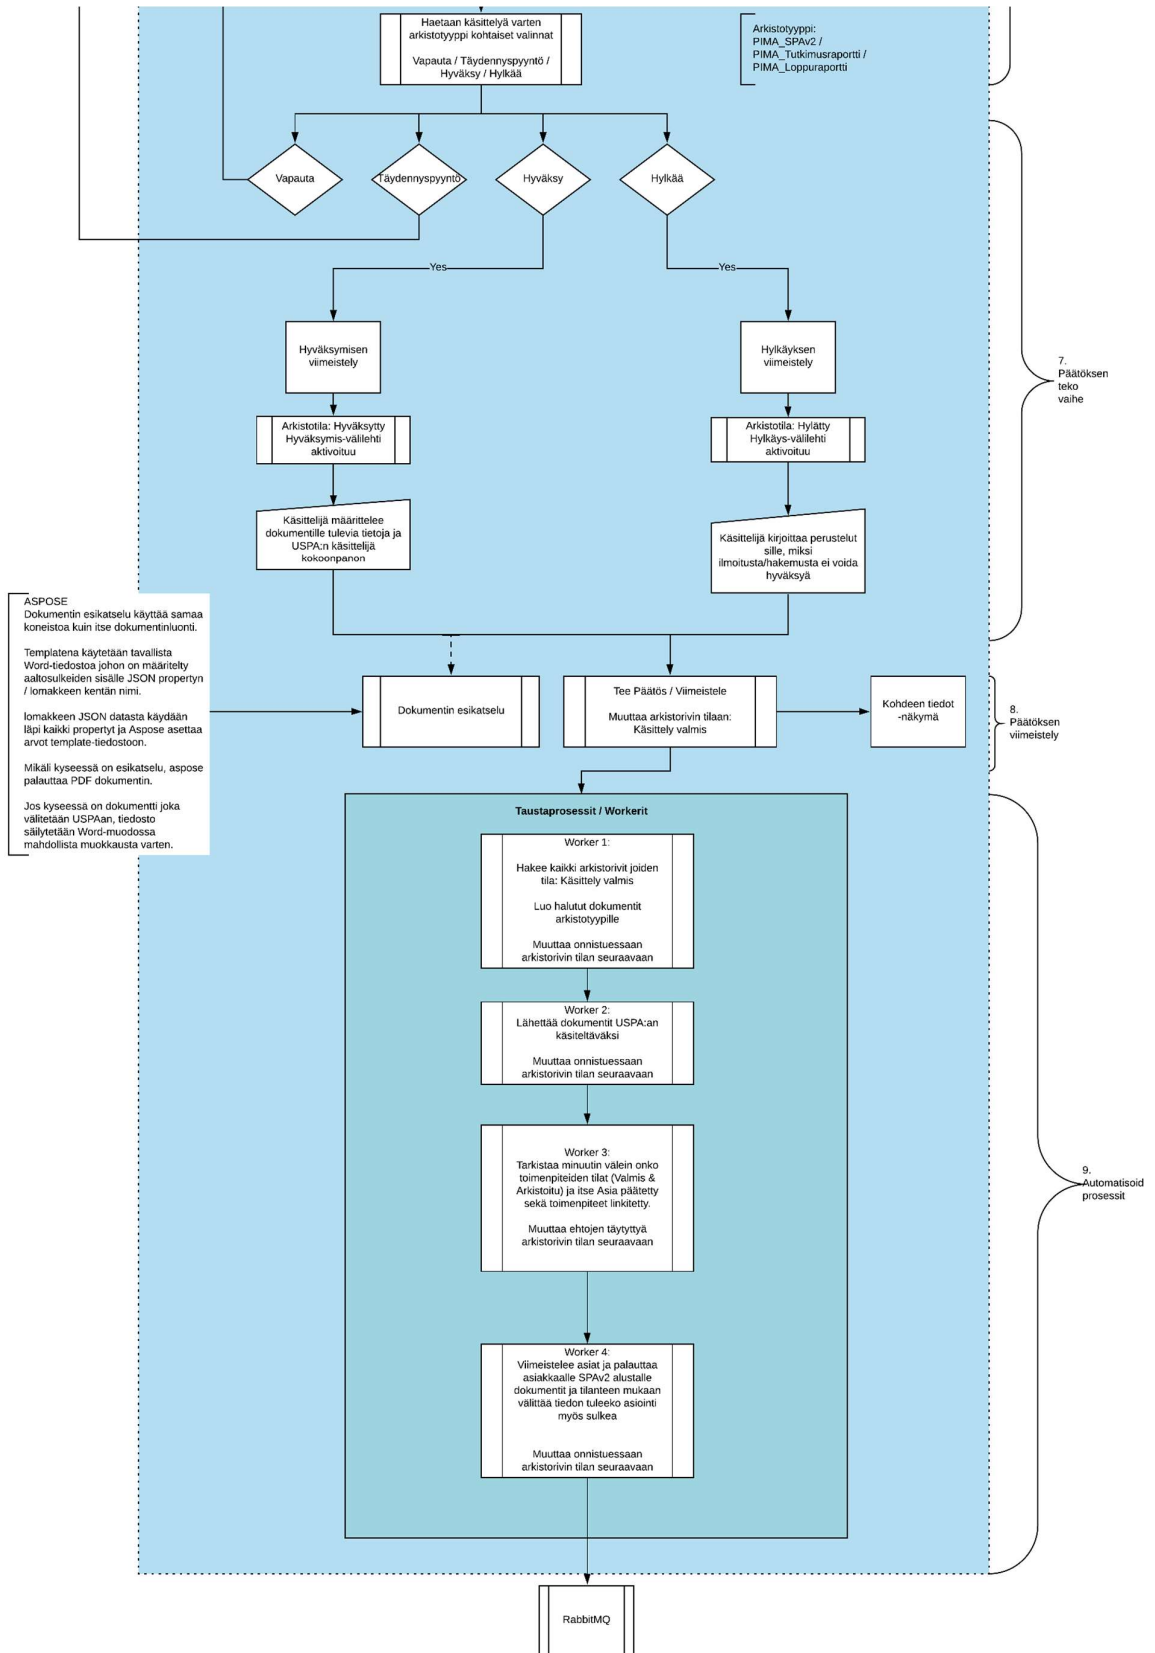 Haetaan käsittelyä varten
arkistotyyppi kohtaiset valinnat
Vapauta / Täydennyspyyntö /
Hyväksy / Hylkää
Arkistotyyppi:
PIMA_SPAv2 /
PIMA_Tutkimusraportti /
PIMA_Loppuraportti
Vapauta
Täydennyspyyntö
Hyväksy
Hylkää
Yes
Yes
Hyväksymisen
viimeistely
Hylkäyksen
viimeistely
7.
Päätöksen
teko
vaihe
Arkistotila: Hyväksytty
Hyväksymis-välilehti
aktivoituu
Arkistotila: Hylätty
Hylkäys-välilehti
aktivoituu
Käsittelijä määrittelee
dokumentille tulevia tietoja ja
USPA:n käsittelijä
kokoonpanon
Käsittelijä kirjoittaa perustelut
sille, miksi
ilmoitusta/hakemusta ei voida
hyväksyä
ASPOSE
Dokumentin esikatselu käyttää samaa
koneistoa kuin itse dokumentinluonti.
Templatena käytetään tavallista
Word-tiedostoa johon on määritelty
aaltosulkeiden sisälle JSON propertyn
/ lomakkeen kentän nimi.
lomakkeen JSON datasta käydään
läpi kaikki propertyt ja Aspose asettaa
arvot template-tiedostoon.
Mikäli kyseessä on esikatselu, aspose
palauttaa PDF dokumentin.
Jos kyseessä on dokumentti joka
välitetään USPAan, tiedosto
säilytetään Word-muodossa
mahdollista muokkausta varten.
Dokumentin esikatselu
Tee Päätös / Viimeistele
Muuttaa arkistorivin tilaan:
Käsittely valmis
Kohdeen tiedot
-näkymä
8.
Päätöksen
viimeistely
Taustaprosessit / Workerit
Worker 1:
Hakee kaikki arkistorivit joiden
tila: Käsittely valmis
Luo halutut dokumentit
arkistotyypille
Muuttaa onnistuessaan
arkistorivin tilan seuraavaan
Worker 2:
Lähettää dokumentit USPA:an
käsiteltäväksi
Muuttaa onnistuessaan
arkistorivin tilan seuraavaan
Worker 3:
Tarkistaa minuutin välein onko
toimenpiteiden tilat (Valmis &
Arkistoitu) ja itse Asia päätetty
sekä toimenpiteet linkitetty.
Muuttaa ehtojen täytyttyä
arkistorivin tilan seuraavaan
9.
Automatisoid
prosessit
Worker 4:
Viimeistelee asiat ja palauttaa
asiakkaalle SPAv2 alustalle
dokumentit ja tilanteen mukaan
välittää tiedon tuleeko asiointi
myös sulkea
Muuttaa onnistuessaan
arkistorivin tilan seuraavaan
RabbitMQ